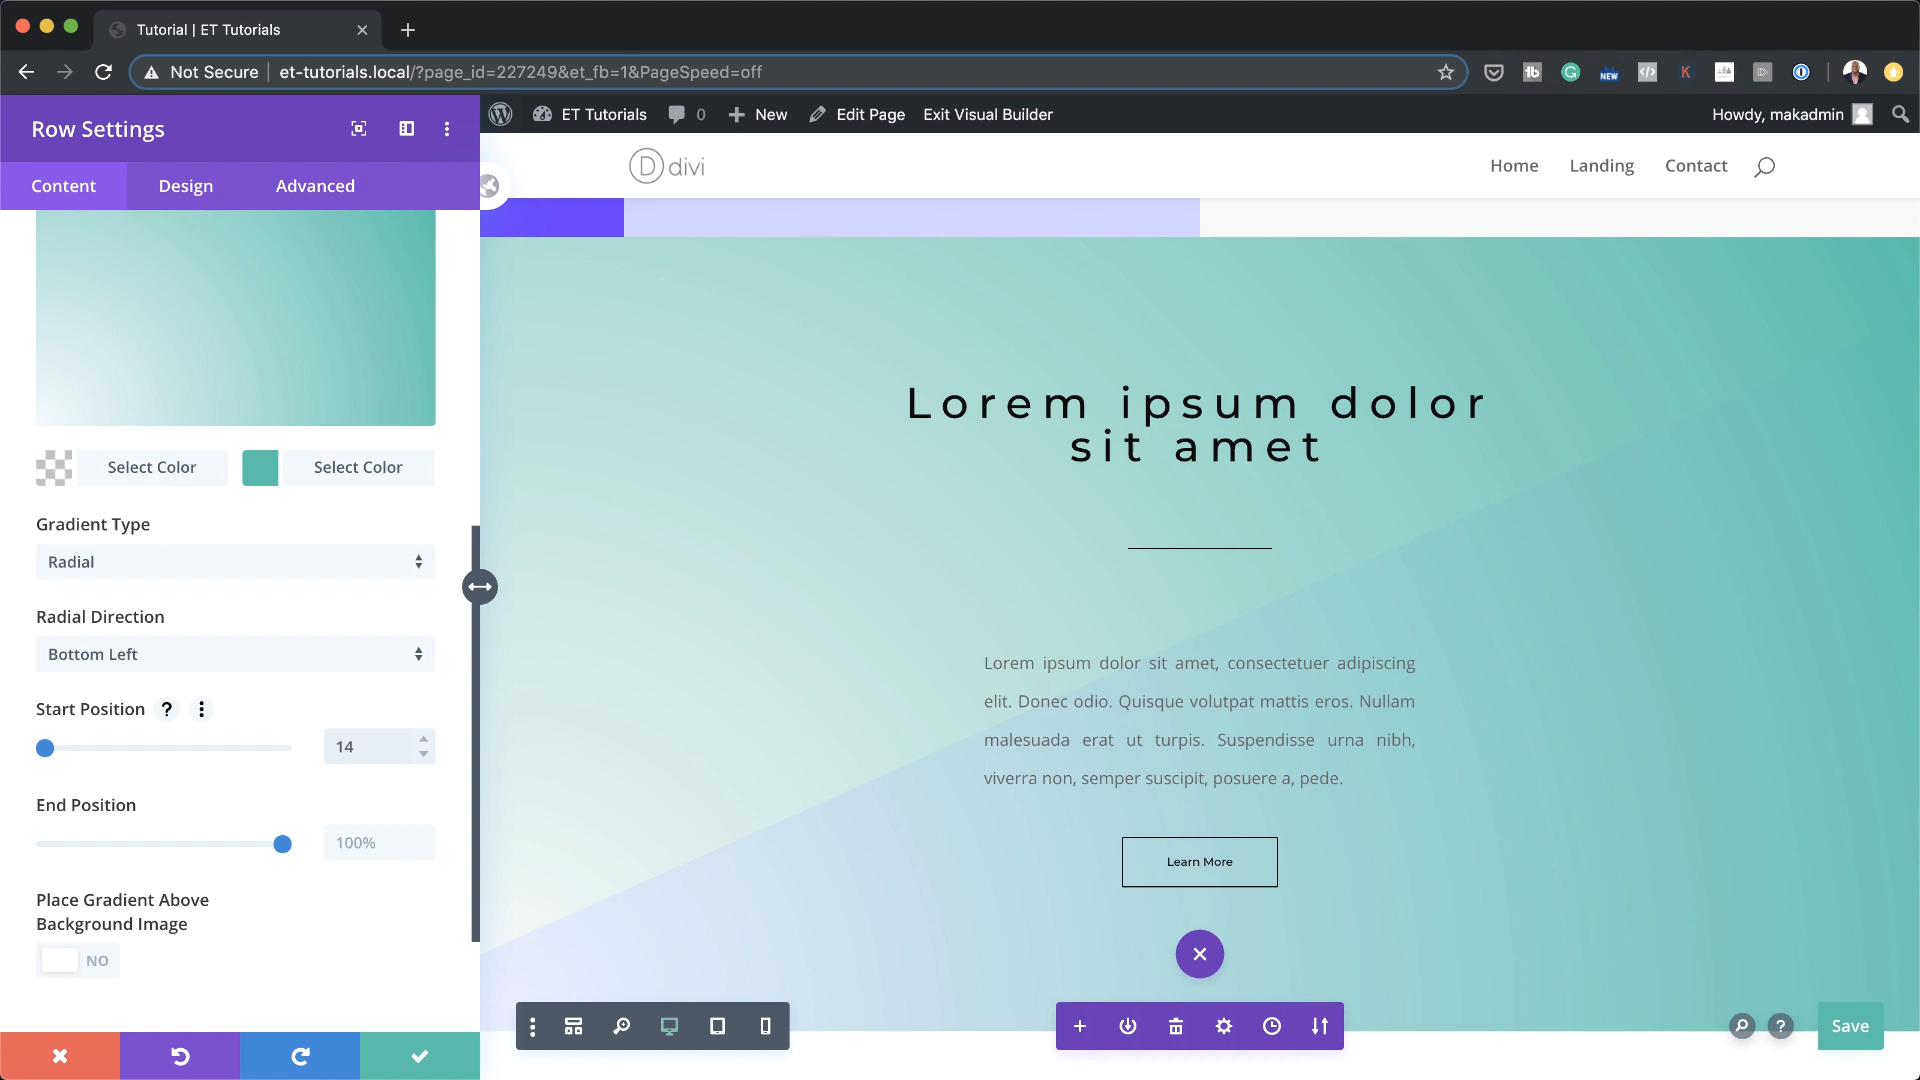 Tutorial | ET Tutorials
Not Secure
et-tutorials.local/?page_id=227249&et_fb=1&PageSpeed=off
NEW
K
Row Settings
ET Tutorials
0
New
Edit Page
Exit Visual Builder
Howdy, makadmin
Content
Design
Advanced
D divi
Home
Landing
Contact
Lorem ipsum dolor
sit amet
Select Color
Select Color
Gradient Type
Radial
Radial Direction
Bottom Left
Start Position ?
14
End Position
100%
Place Gradient Above
Background Image
NO
Lorem ipsum dolor sit amet, consectetuer adipiscing
elit. Donec odio. Quisque volutpat mattis eros. Nullam
malesuada erat ut turpis. Suspendisse urna nibh,
viverra non, semper suscipit, posuere a, pede.
Learn More
?
Save